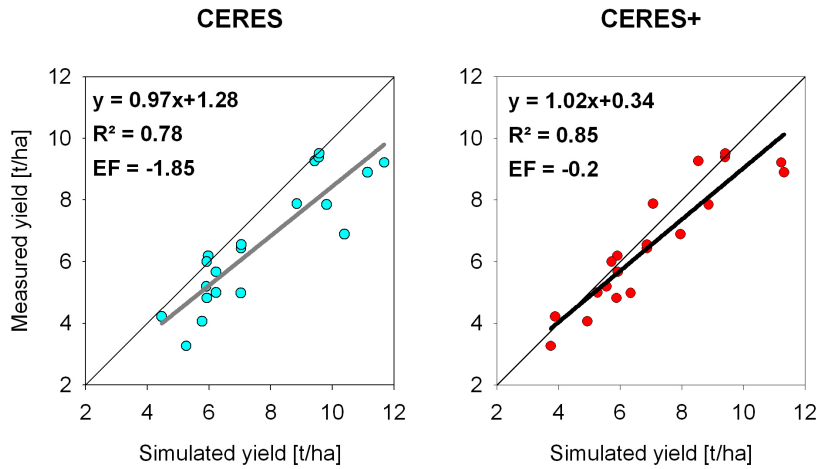 CERES
y = 0.97x+1.28
R² = 0.78
EF = -1.85
Measured yield [t/ha]
12
10
8
6
4
2
2 4 6 8 10 12
Simulated yield [t/ha]
CERES+
y = 1.02x+0.34
R² = 0.85
EF = -0.2
12
10
8
6
4
2
2 4 6 8 10 12
Simulated yield [t/ha]